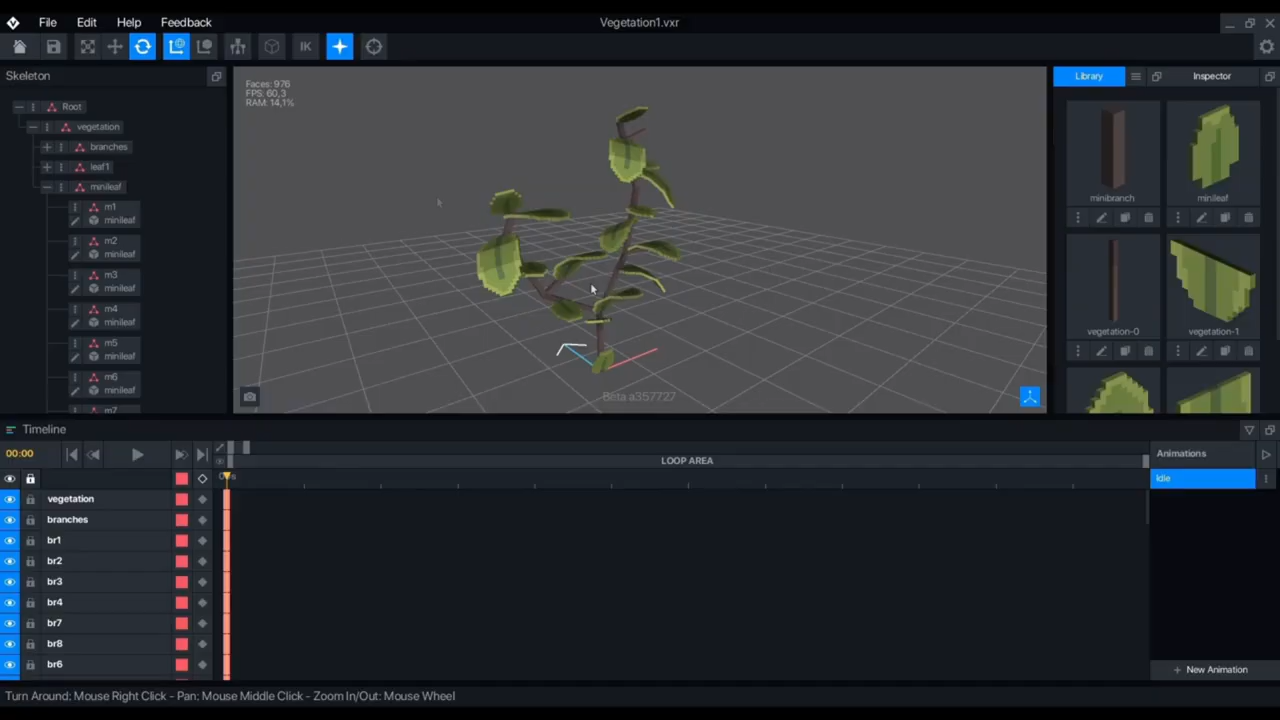 File Edit Help Feedback
Vegetation1.vxr
IK
Skeleton
Root
vegetation
branches
leaf1
minileaf
m1
minileaf
m2
minileaf
m3
minileaf
m4
minileaf
m5
minileaf
m6
minileaf
m7
Faces: 976
FPS: 60,3
RAM: 14,1%
Beta a357727
Library
Inspector
minibranch
minileaf
vegetation-0
vegetation-1
Timeline
00:00
LOOP AREA
Animations
Idle
vegetation
branches
br1
br2
br3
br4
br7
br8
br6
+ New Animation
Turn Around: Mouse Right Click - Pan: Mouse Middle Click - Zoom In/Out: Mouse Wheel